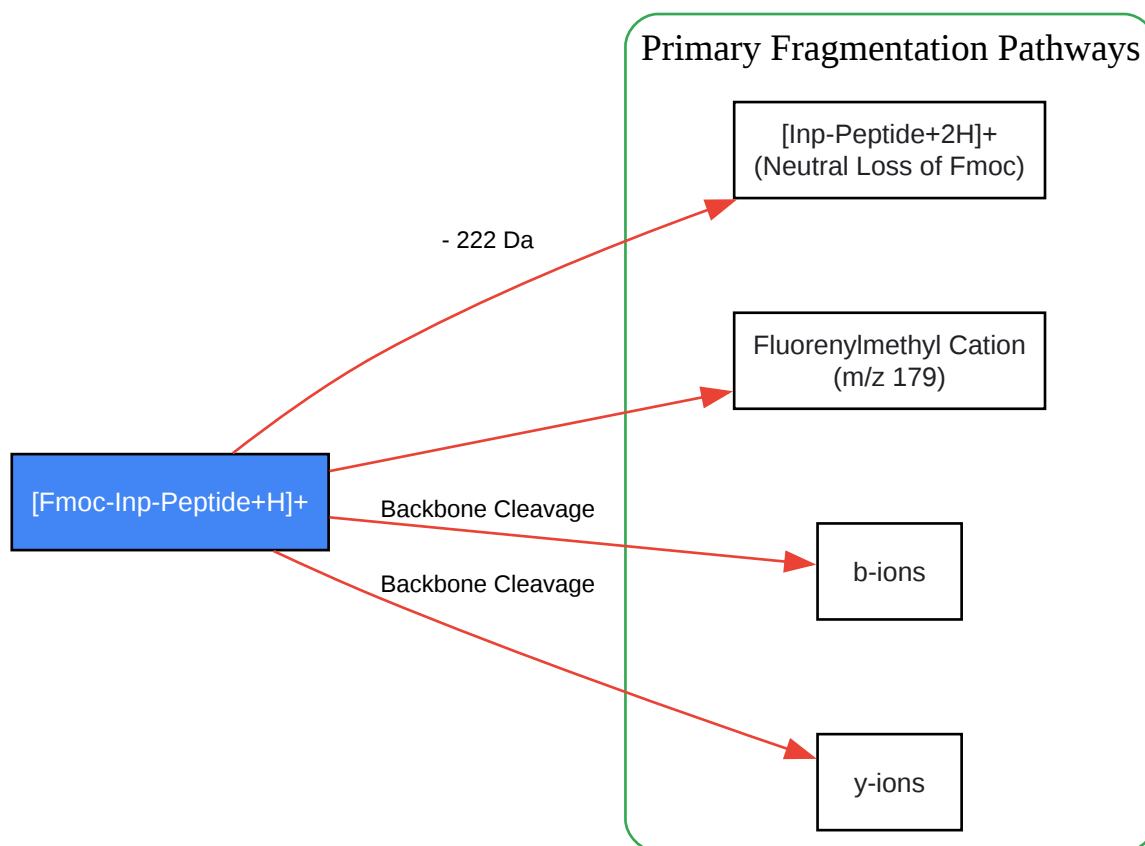 Primary Fragmentation Pathways
[Inp-Peptide+2H]+
(Neutral Loss of Fmoc)
- 222 Da
Fluorenylmethyl Cation
(m/z 179)
[Fmoc-Inp-Peptide+H]+
Backbone Cleavage
b-ions
Backbone Cleavage
y-ions